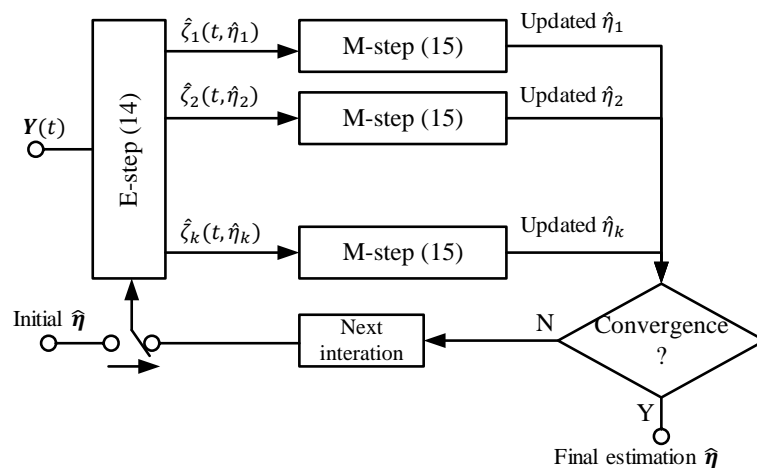 ζ̂₁(t, η̂₁)
M-step (15)
Updated η̂₁
ζ̂₂(t, η̂₂)
M-step (15)
Updated η̂₂
Y(t)
E-step (14)
ζ̂ₖ(t, η̂ₖ)
M-step (15)
Updated η̂ₖ
Initial η̂
Next
interation
N
Convergence
?
Y
Final estimation η̂